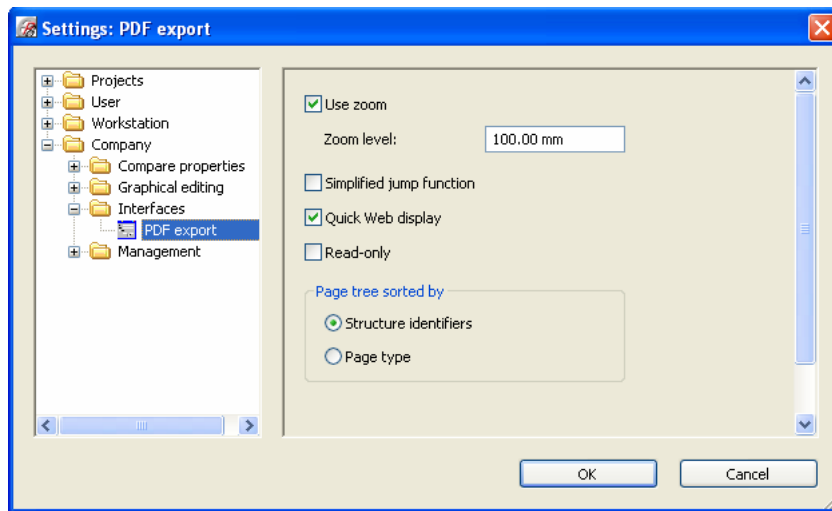 Settings: PDF export
Projects
User
Workstation
Company
Compare properties
Graphical editing
Interfaces
PDF export
Management
Use zoom
Zoom level: 100.00 mm
Simplified jump function
Quick Web display
Read-only
Page tree sorted by
Structure identifiers
Page type
OK Cancel